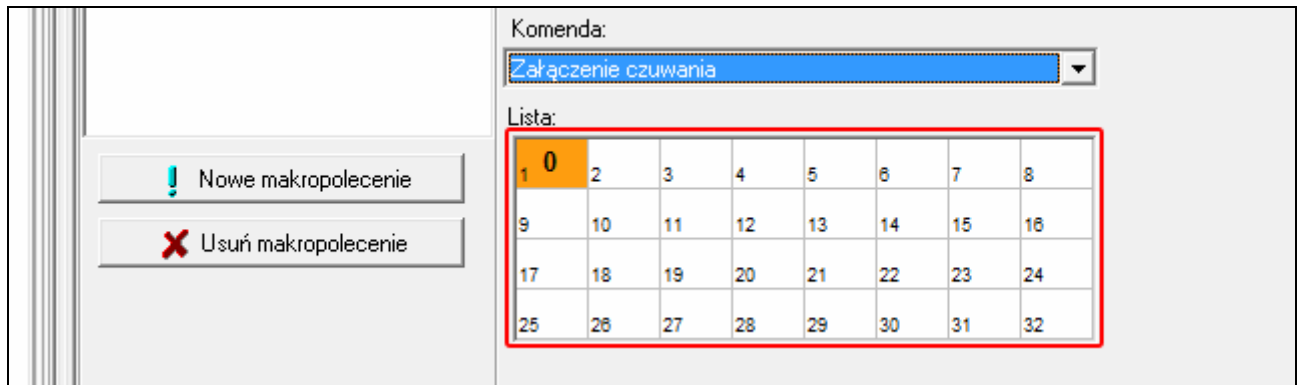 Komenda:
Załączenie czuwania
Lista:
1 0 2 3 4 5 6 7 8
Nowe makropolecenie
9 10 11 12 13 14 15 16
Usuń makropolecenie
17 18 19 20 21 22 23 24
25 26 27 28 29 30 31 32